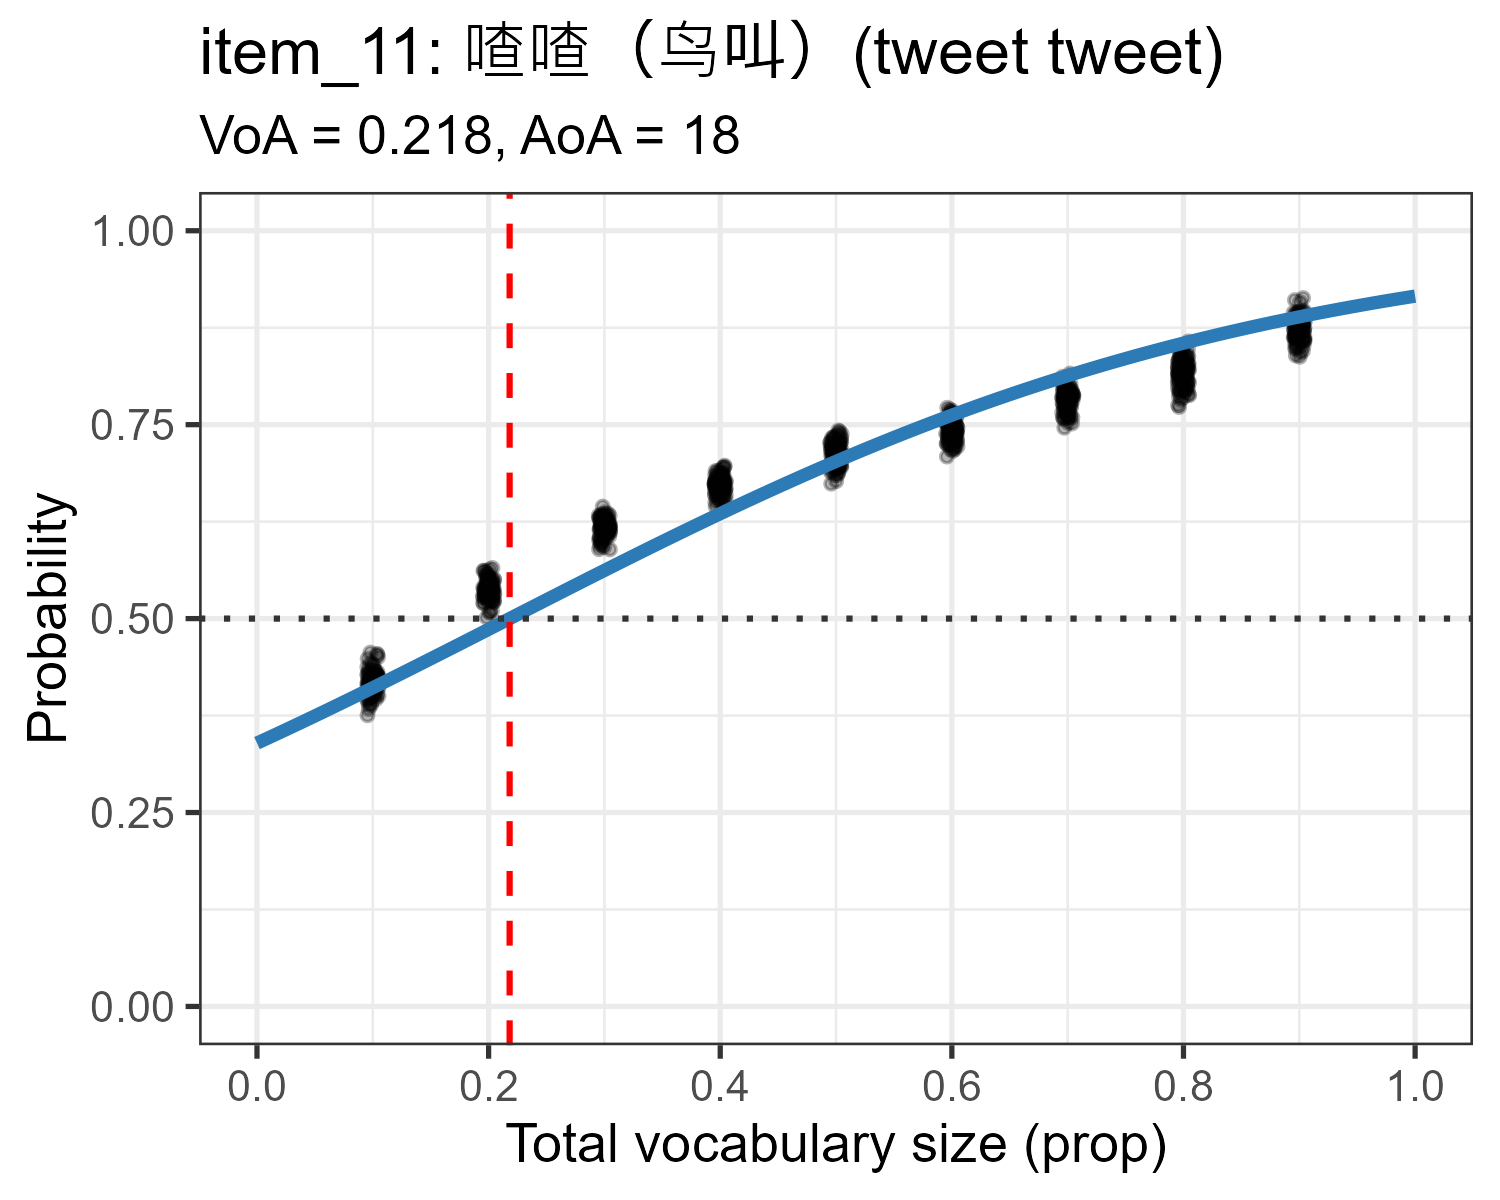 item_11: 喳喳（鸟叫）(tweet tweet)
VoA = 0.218, AoA = 18
1.00
0.75
0.50
0.25
0.00
Probability
0.0 0.2 0.4 0.6 0.8 1.0
Total vocabulary size (prop)